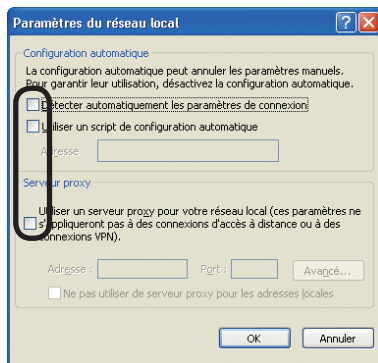 Paramètres du réseau local
Configuration automatique
La configuration automatique peut annuler les paramètres manuels.
Pour garantir leur utilisation, désactivez la configuration automatique.
Détecter automatiquement les paramètres de connexion
Utiliser un script de configuration automatique
Adresse
Serveur proxy
Utiliser un serveur proxy pour votre réseau local (ces paramètres ne
s'appliqueront pas à des connexions d'accès à distance ou à des
connexions VPN).
Adresse : Port : Avancé...
Ne pas utiliser de serveur proxy pour les adresses locales
OK Annuler